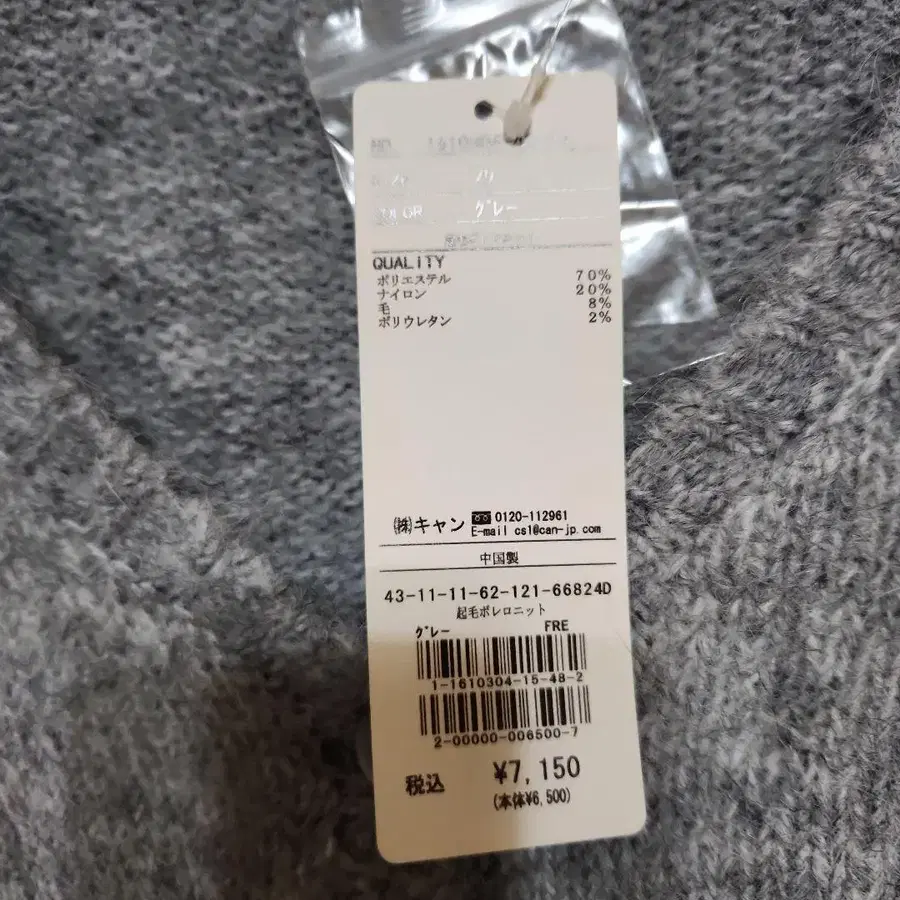 NO.
COLOR グレー
QUALITY
ポリエステル 70%
ナイロン 20%
毛 8%
ポリウレタン 2%
㈱キャン 0120-112961
E-mail cs1@can-jp.com
中国製
43-11-11-62-121-66824D
起毛ボレロニット
グレー FRE
1-1610304-15-48-2
2-00000-006500-7
税込 ¥7,150
(本体¥6,500)